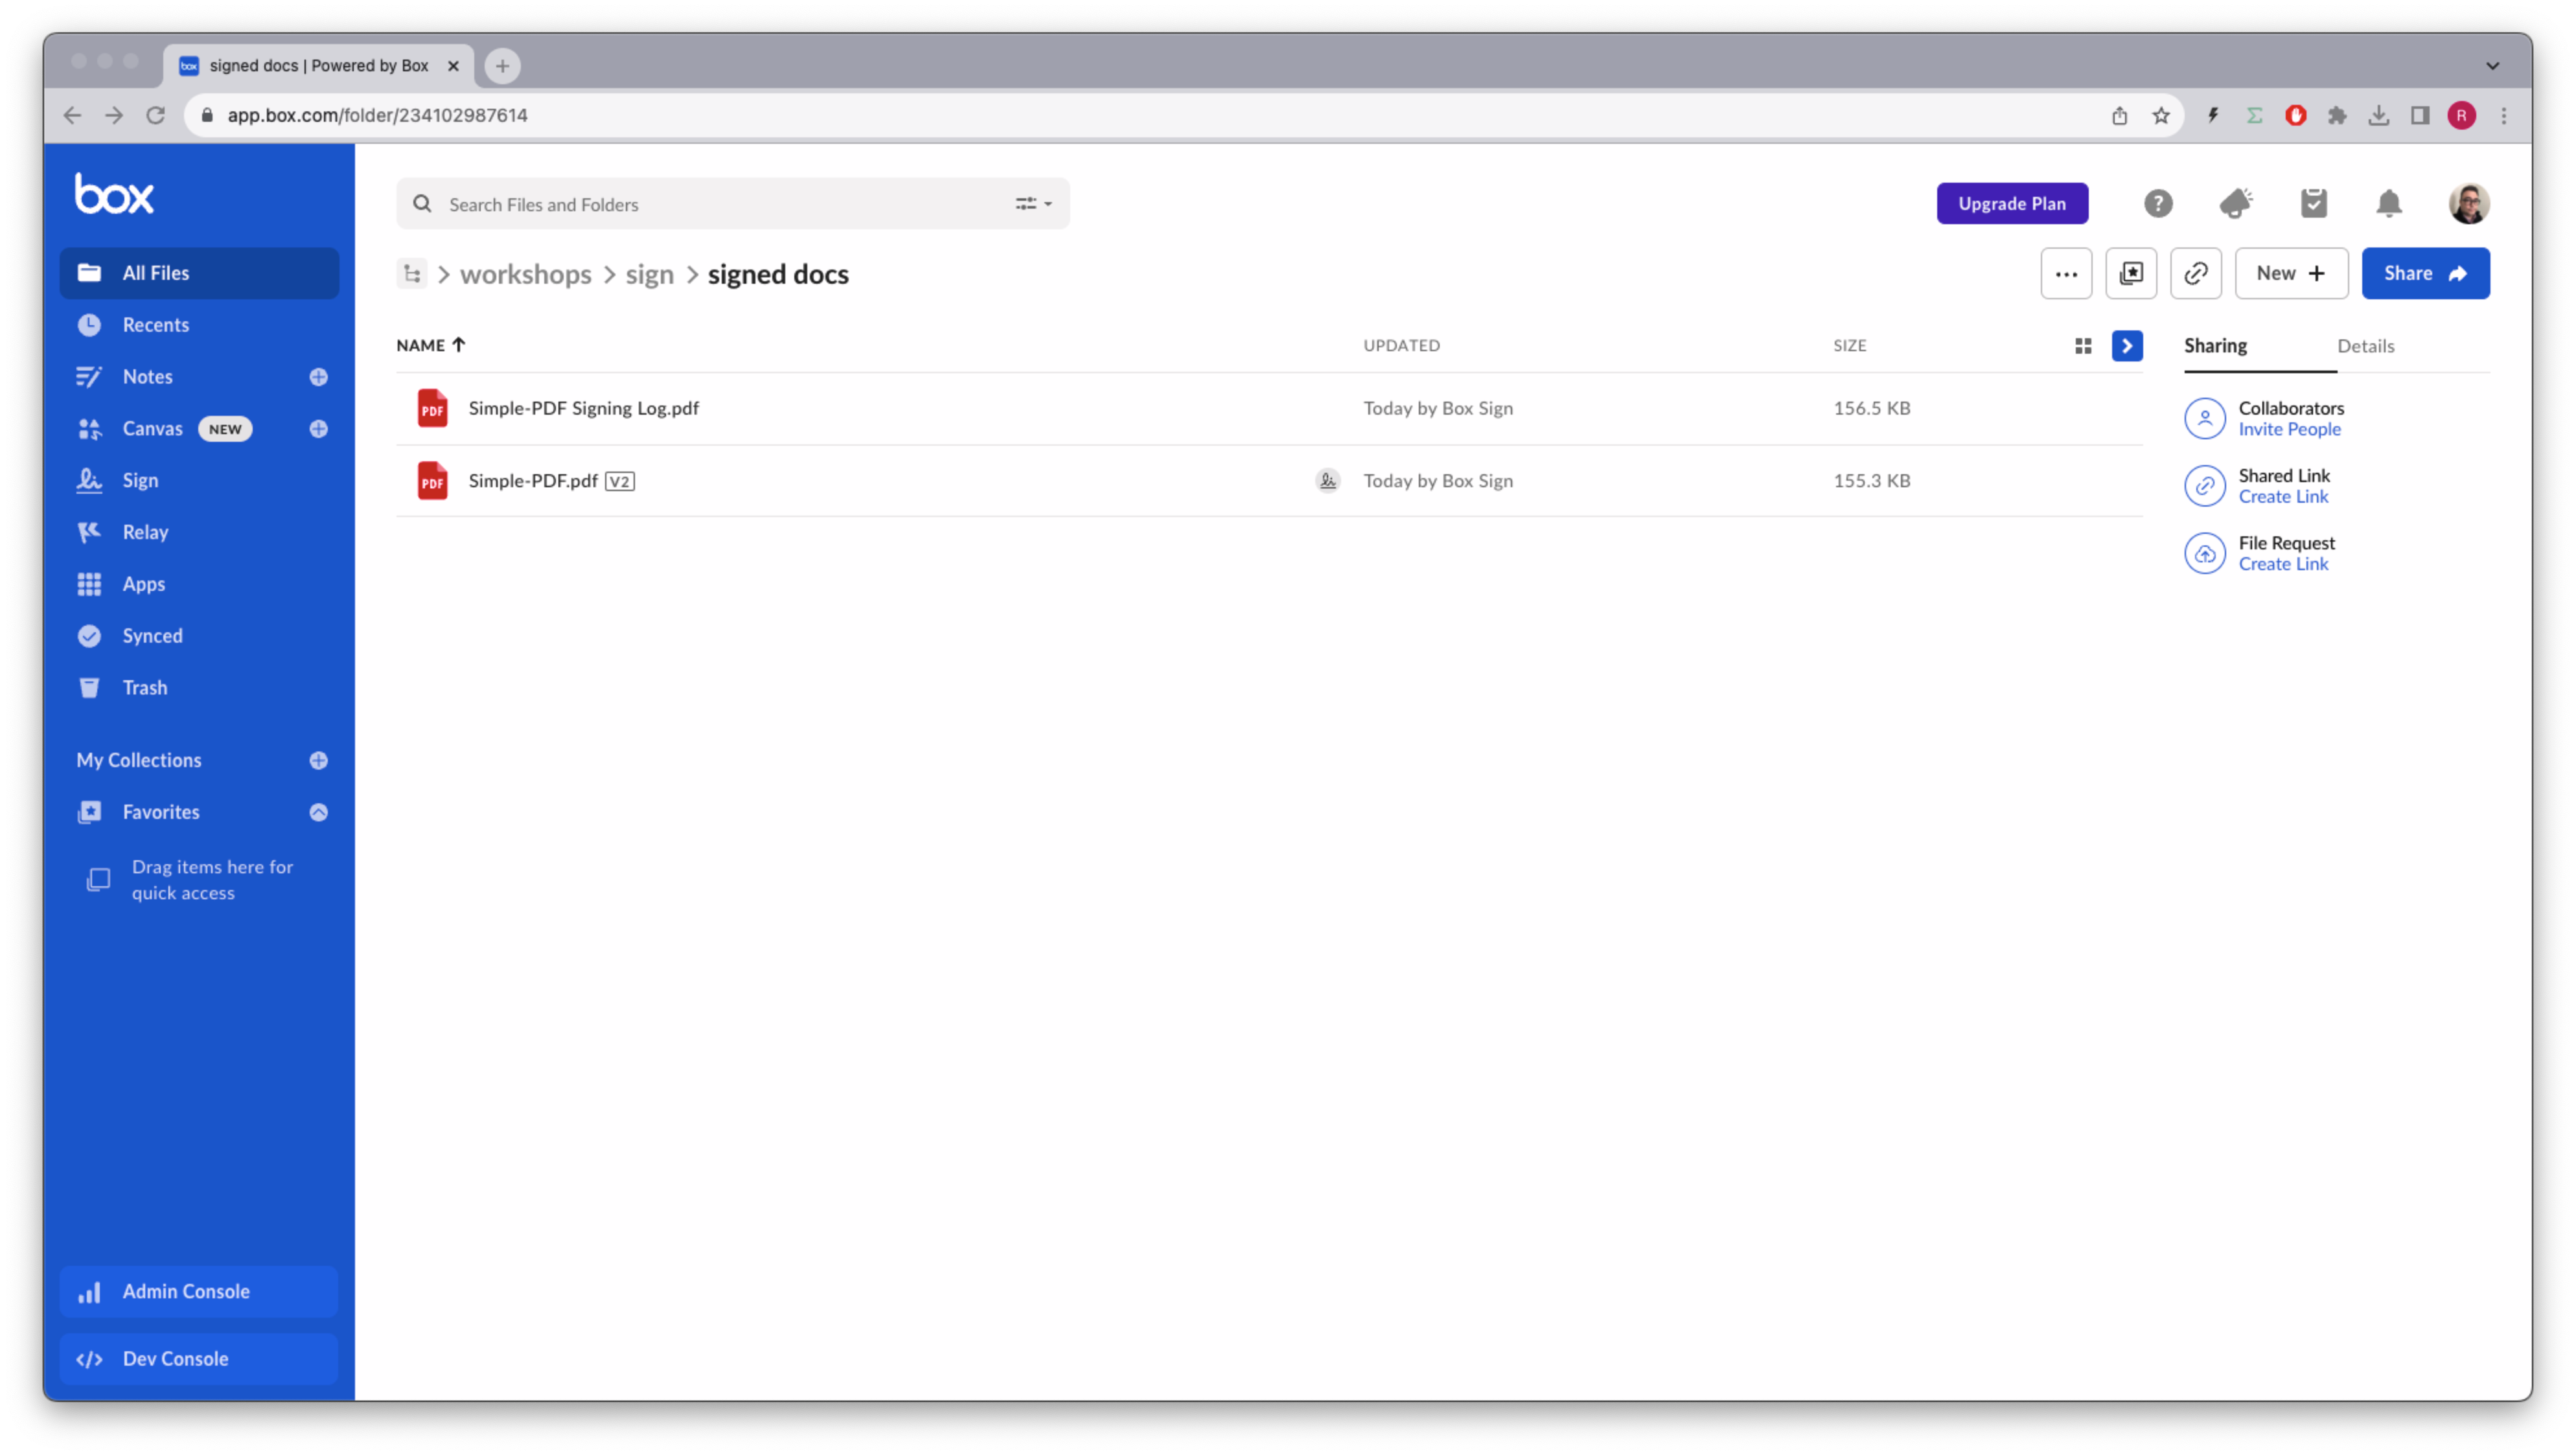 signed docs | Powered by Box
app.box.com/folder/234102987614
R
box
Search Files and Folders
Upgrade Plan
All Files
workshops > sign > signed docs
New +
Share
Recents
NAME UPDATED SIZE
Sharing Details
Notes
PDF Simple-PDF Signing Log.pdf Today by Box Sign 156.5 KB
Collaborators
Invite People
Canvas NEW
Sign
PDF Simple-PDF.pdf V2 Today by Box Sign 155.3 KB
Shared Link
Create Link
Relay
File Request
Create Link
Apps
Synced
Trash
My Collections
Favorites
Drag items here for
quick access
Admin Console
Dev Console